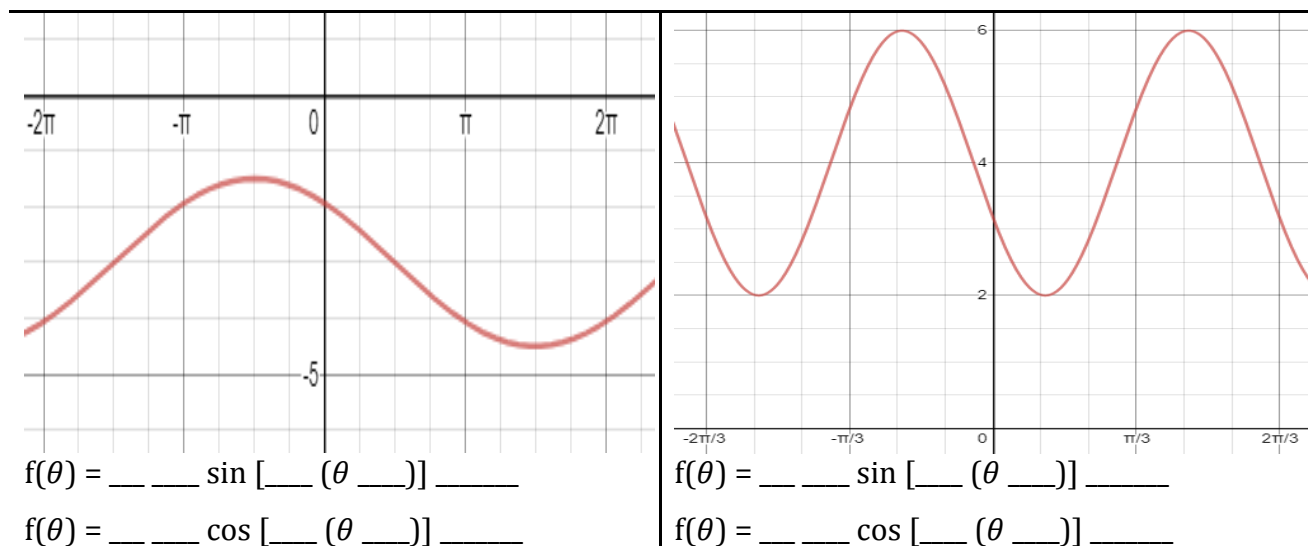 -2π -π 0 π 2π
-5
f(θ) = ___ ____ sin [____ (θ ____)] _______
f(θ) = ___ ____ cos [____ (θ ____)] _______
6
4
2
-2π/3 -π/3 0 π/3 2π/3
f(θ) = ___ ____ sin [____ (θ ____)] _______
f(θ) = ___ ____ cos [____ (θ ____)] _______